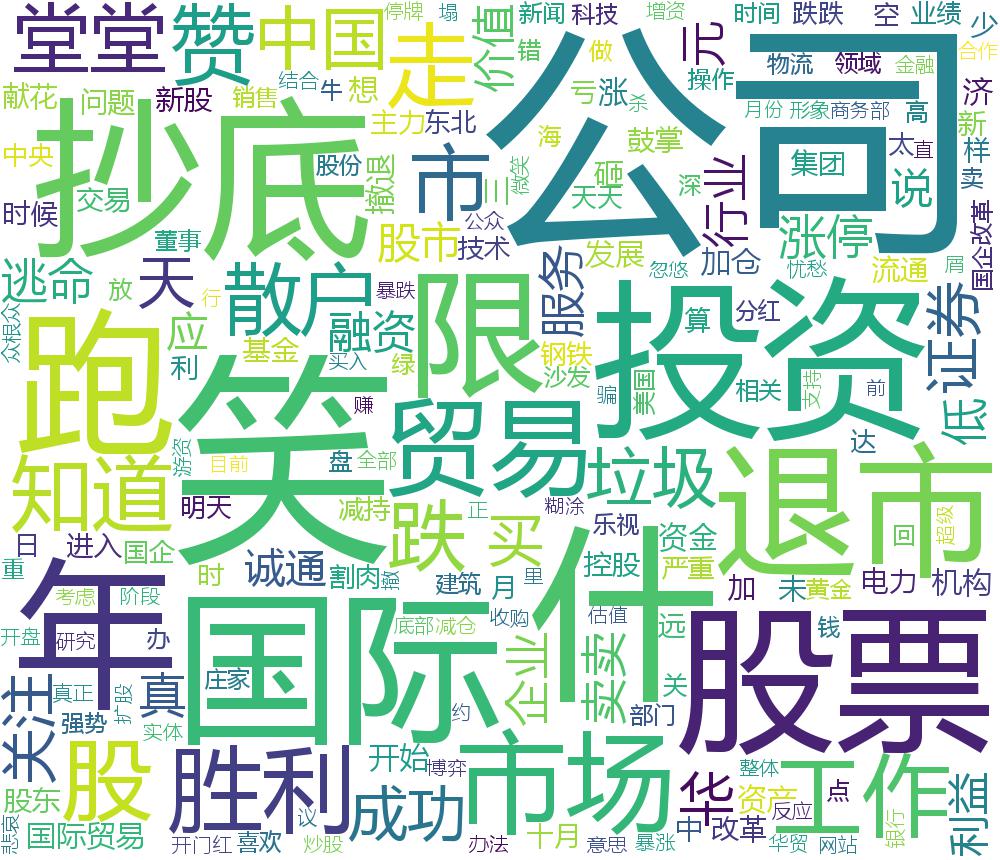 堂堂
赞
中国
走
价值
停牌
塌
新闻
科技
增资
时间
跌跌
空
业绩
少
错
做
元
公司
物流
领域
金融
合作
献花
问题
新股
销售
结合
牛
想
亏
涨
杀
操作
月份
形象
商务部
高
济
中央
抄底
主力
东北
海
鼓掌
太
直
新
样
交易
股份
撤退
市
三
微笑
砸
天天
深
行业
集团
说
卖
时候
董事
股市
公众
技术
发展
涨停
国企改革
逃命
放
天
散户
暴跌
限
服务
忽悠
加仓
忧愁
流通
屑
众根众
行
应
融资
投资
算
分红
证券
跑
利
基金
买入
绿
钢铁
沙发
骗
美国
相关
支持
前
低
笑
赚
贸易
达
知道
游资
目前
盘
全部
垃圾
退市
明天
减持
跌
正
买
糊涂
乐视
资金
回
超级
日
进入
国企
时
诚通
割肉
撤
建筑
月
里
什
控股
严重
加
未
黄金
电力
机构
重
年
考虑
阶段
国际
底部
减仓
收购
估值
远
股票
钱
开盘
研究
办
企业
卖卖
关注
真正
扩股
真
庄家
约
关
部门
强势
实体
股
胜利
开始
博弈
市场
华
整体
工作
利益
股东
成功
资产
点
反应
银行
悲哀
国际贸易
开门红
喜欢
议
炒股
办法
十月
意思
暴涨
中
改革
华贸
网站